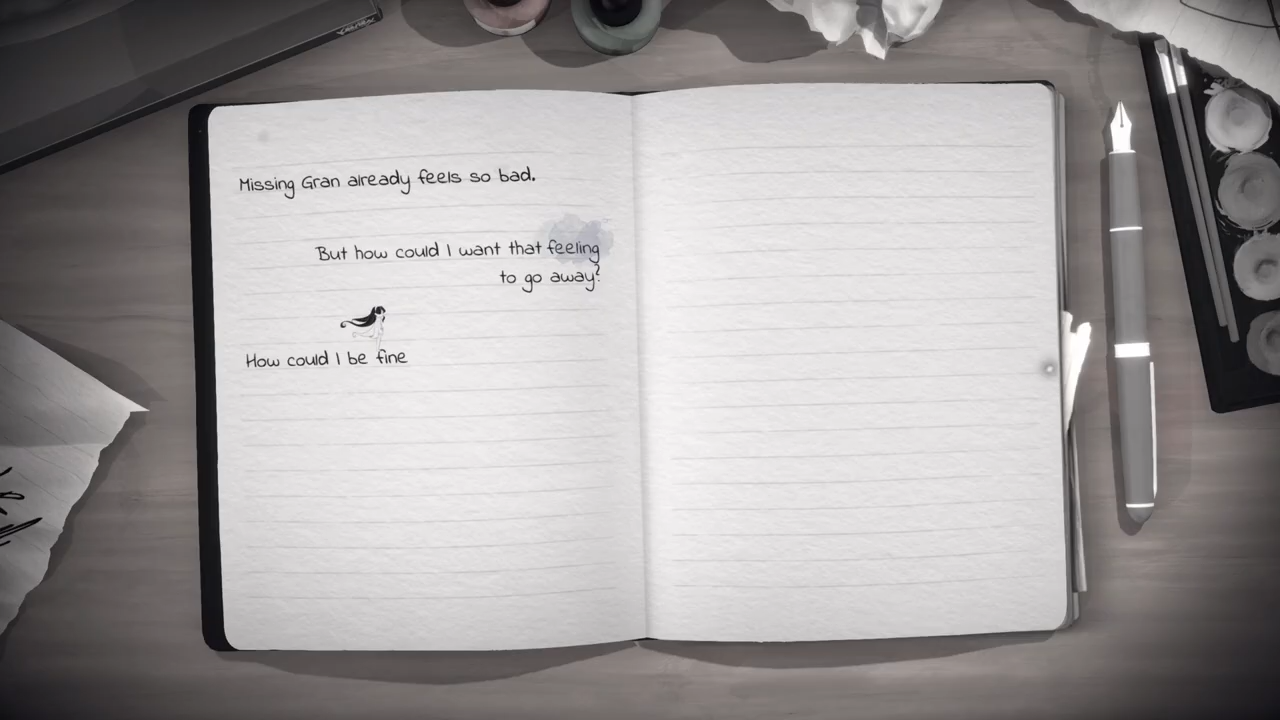 Missing Gran already feels so bad.
But how could I want that feeling
to go away?
How could I be fine